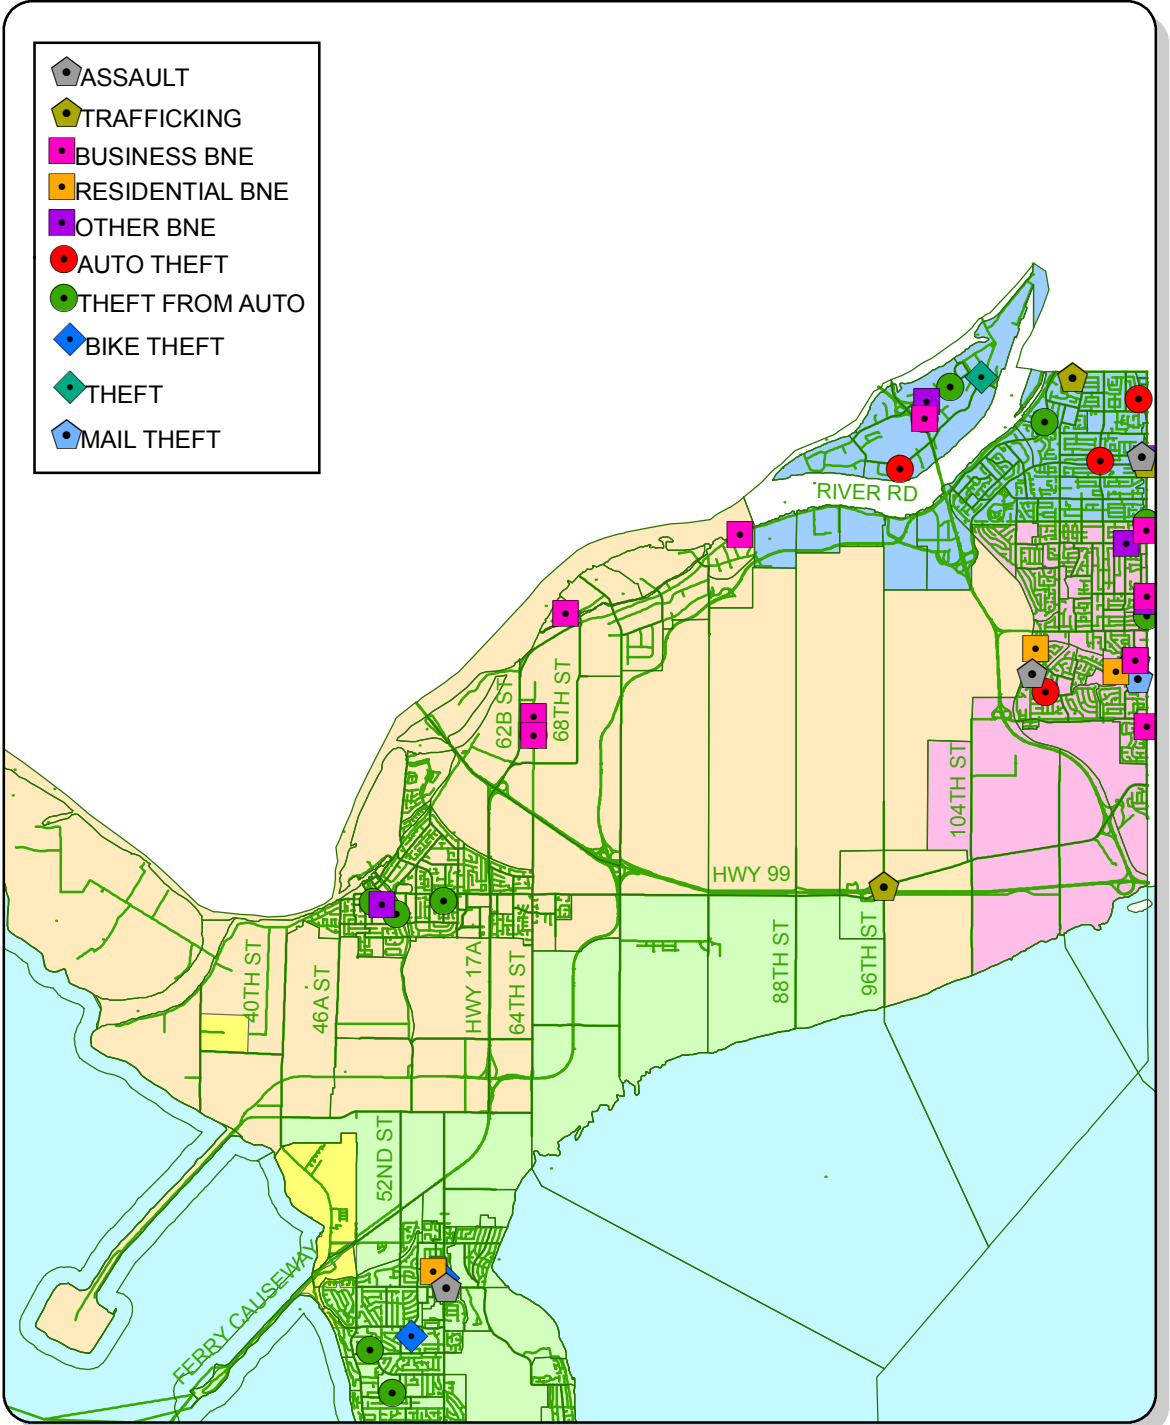 ASSAULT
TRAFFICKING
BUSINESS BNE
RESIDENTIAL BNE
OTHER BNE
AUTO THEFT
THEFT FROM AUTO
BIKE THEFT
THEFT
MAIL THEFT
RIVER RD
62B ST
68TH ST
104TH ST
HWY 99
40TH ST
46A ST
HWY 17A
64TH ST
88TH ST
96TH ST
52ND ST
FERRY CAUSEWAY